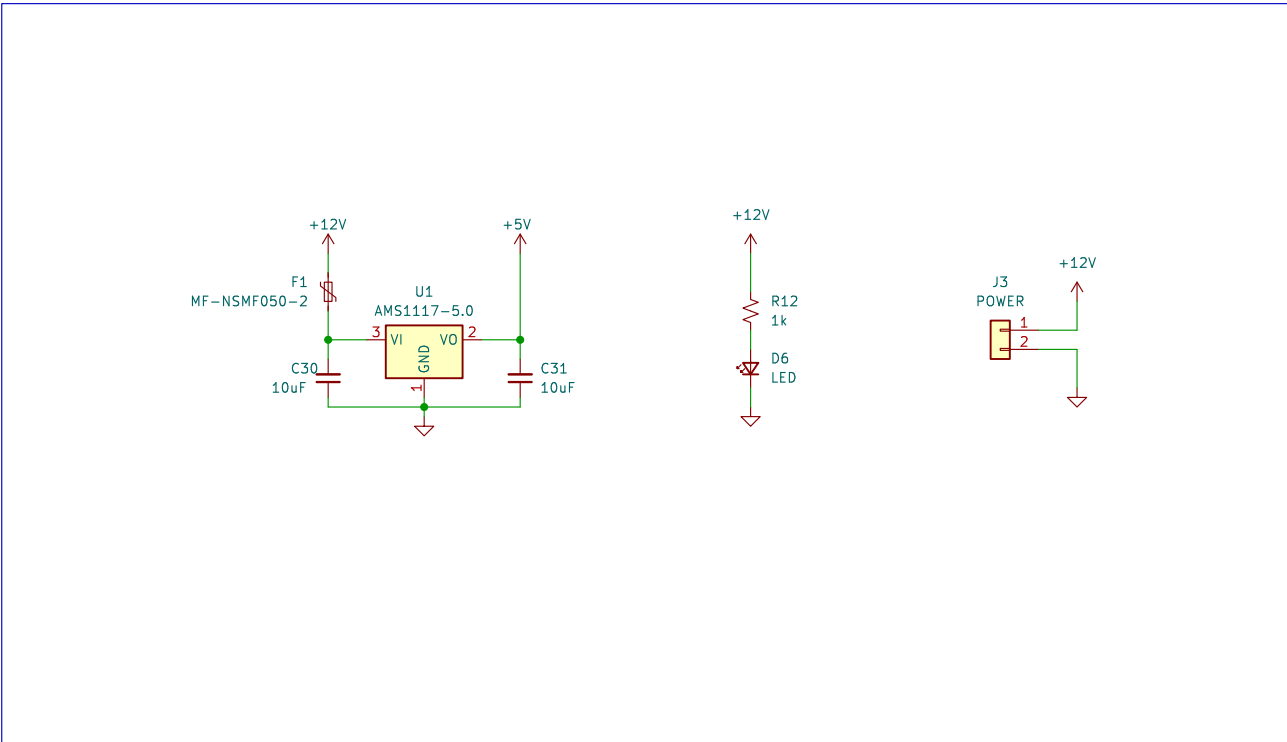 +12V
+5V
F1
MF-NSMF050-2
U1
AMS1117-5.0
3
VI
VO
2
GND
1
C30
10uF
C31
10uF
+12V
R12
1k
D6
LED
+12V
J3
POWER
1
2